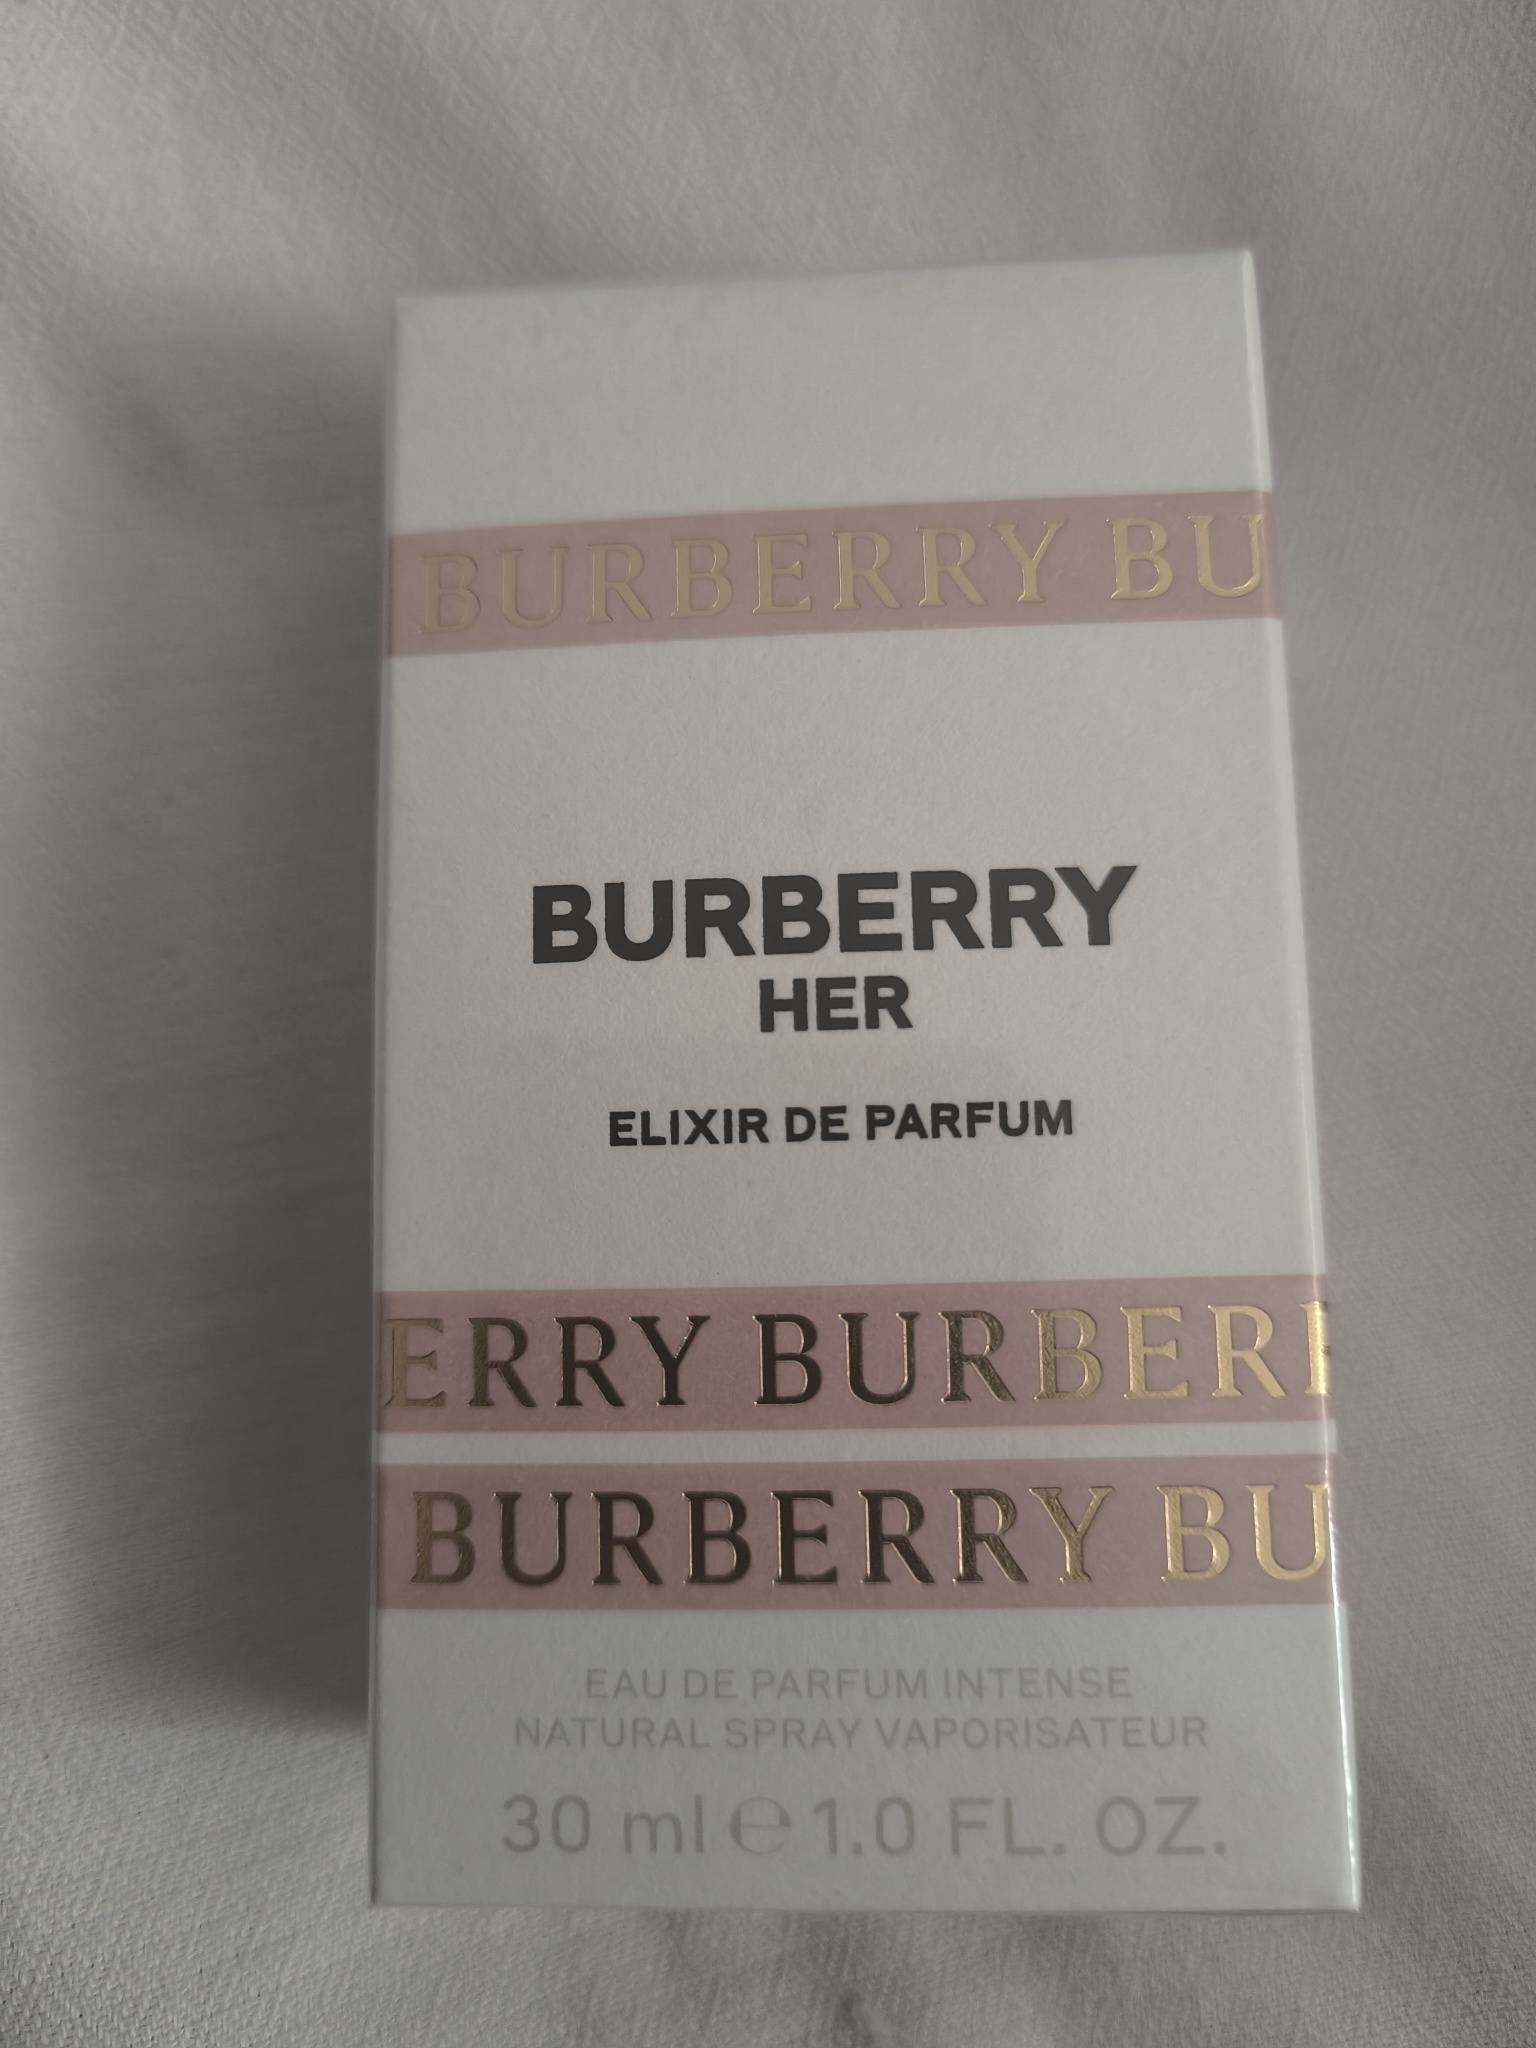 BURBERRY BU
BURBERRY
HER
ELIXIR DE PARFUM
ERRY BURBERR
BURBERRY BU
EAU DE PARFUM INTENSE
NATURAL SPRAY VAPORISATEUR
30 ml ℮ 1.0 FL. OZ.